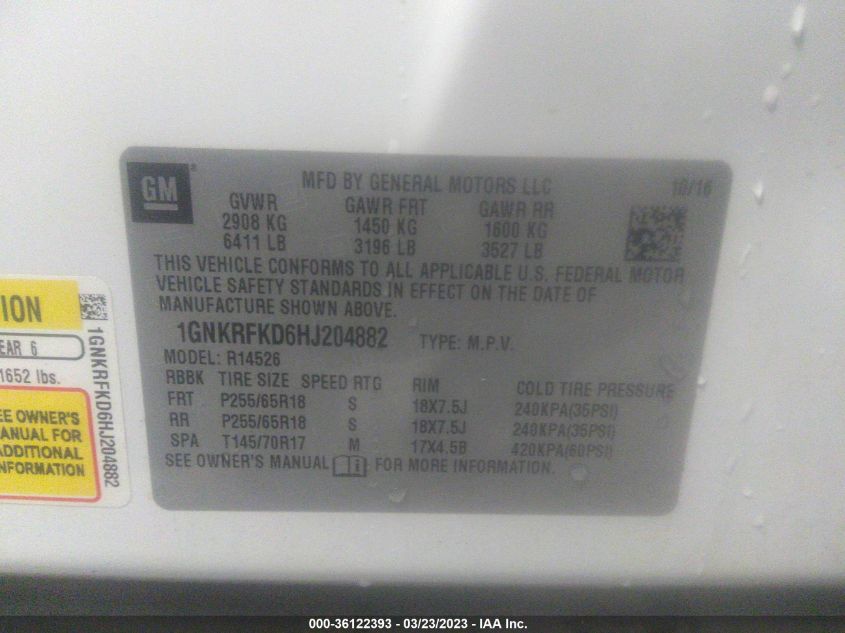 GM ® MFD BY GENERAL MOTORS LLC 10/16
GVWR GAWR FRT GAWR RR
2908 KG 1450 KG 1600 KG
6411 LB 3196 LB 3527 LB
THIS VEHICLE CONFORMS TO ALL APPLICABLE U.S. FEDERAL MOTOR
VEHICLE SAFETY STANDARDS IN EFFECT ON THE DATE OF
MANUFACTURE SHOWN ABOVE.
1GNKRFKD6HJ204882 TYPE: M.P.V.
MODEL: R14526
RBBK TIRE SIZE SPEED RTG RIM COLD TIRE PRESSURE
FRT P255/65R18 S 18X7.5J 240KPA(35PSI)
RR P255/65R18 S 18X7.5J 240KPA(35PSI)
SPA T145/70R17 M 17X4.5B 420KPA(60PSI)
SEE OWNER'S MANUAL i FOR MORE INFORMATION.
TION
EAR 6
1652 lbs.
EE OWNER'S
MANUAL FOR
ADDITIONAL
NFORMATION
1GNKRFKD6HJ204882
000-36122393 - 03/23/2023 - IAA Inc.